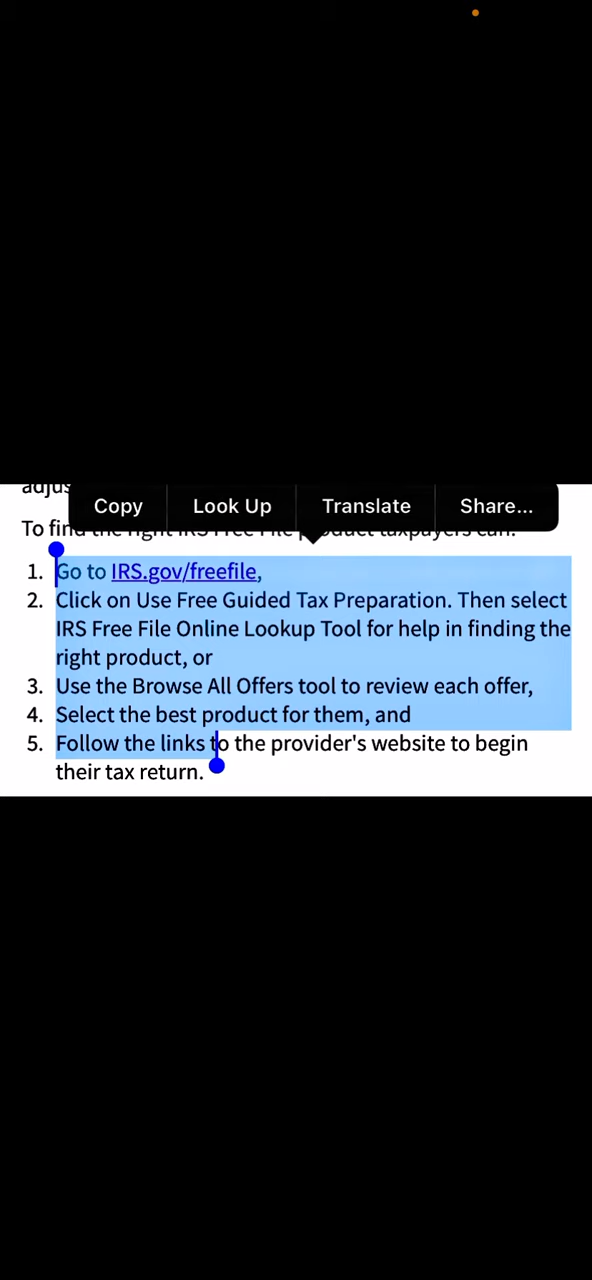 adjus
Copy Look Up Translate Share...
To find the right IRS Free File product taxpayers can:
1. Go to IRS.gov/freefile,
2. Click on Use Free Guided Tax Preparation. Then select
IRS Free File Online Lookup Tool for help in finding the
right product, or
3. Use the Browse All Offers tool to review each offer,
4. Select the best product for them, and
5. Follow the links to the provider's website to begin
their tax return.